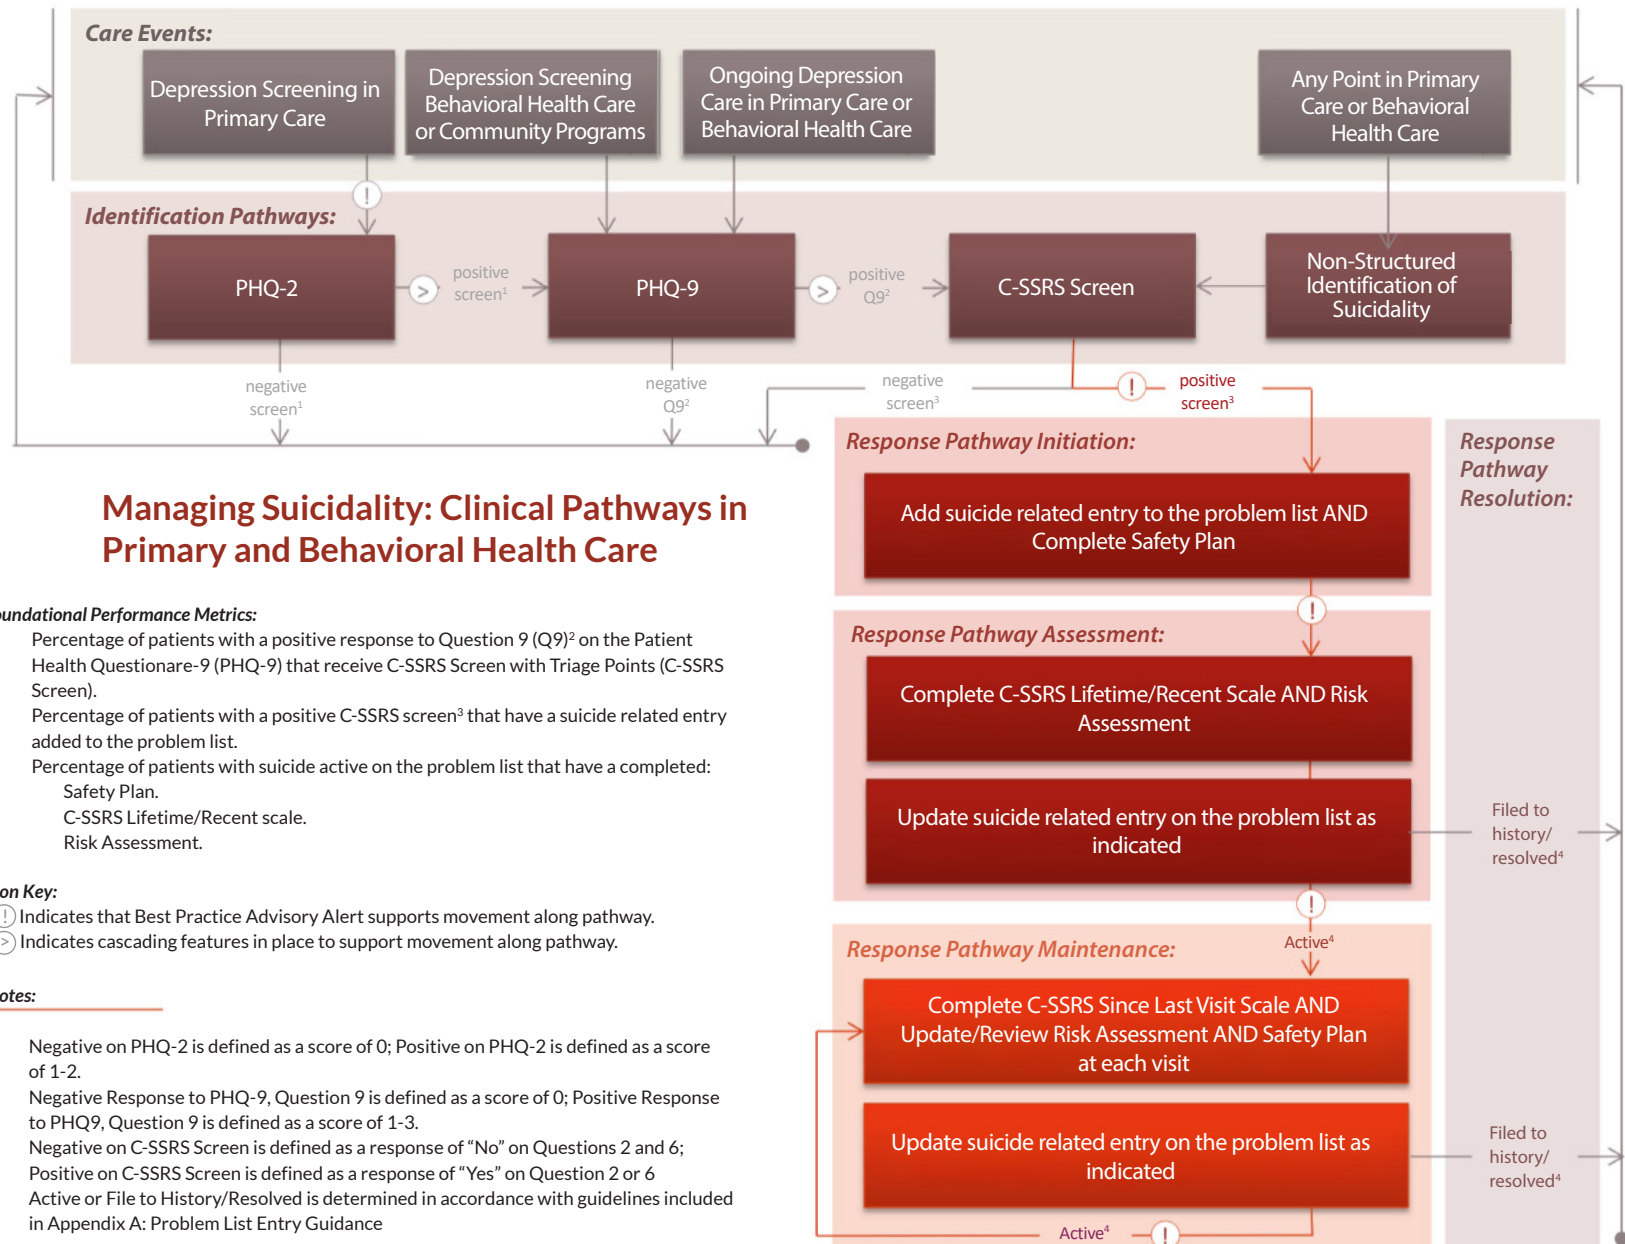 Care Events:
Depression Screening in
Primary Care
Depression Screening
Behavioral Health Care
or Community Programs
Ongoing Depression
Care in Primary Care or
Behavioral Health Care
Any Point in Primary
Care or Behavioral
Health Care
!
Identification Pathways:
PHQ-2
>
positive
screen¹
PHQ-9
>
positive
Q9²
C-SSRS Screen
Non-Structured
Identification of
Suicidality
negative
screen¹
negative
Q9²
negative
screen³
!
positive
screen³
Response Pathway Initiation:
Add suicide related entry to the problem list AND
Complete Safety Plan
!
Response Pathway Assessment:
Complete C-SSRS Lifetime/Recent Scale AND Risk
Assessment
Update suicide related entry on the problem list as
indicated
!
Active⁴
Response Pathway Maintenance:
Complete C-SSRS Since Last Visit Scale AND
Update/Review Risk Assessment AND Safety Plan
at each visit
Update suicide related entry on the problem list as
indicated
Active⁴
!
Response
Pathway
Resolution:
Filed to
history/
resolved⁴
Filed to
history/
resolved⁴
Managing Suicidality: Clinical Pathways in
Primary and Behavioral Health Care
oundational Performance Metrics:
Percentage of patients with a positive response to Question 9 (Q9)² on the Patient
Health Questionare-9 (PHQ-9) that receive C-SSRS Screen with Triage Points (C-SSRS
Screen).
Percentage of patients with a positive C-SSRS screen³ that have a suicide related entry
added to the problem list.
Percentage of patients with suicide active on the problem list that have a completed:
Safety Plan.
C-SSRS Lifetime/Recent scale.
Risk Assessment.
on Key:
! Indicates that Best Practice Advisory Alert supports movement along pathway.
> Indicates cascading features in place to support movement along pathway.
otes:
Negative on PHQ-2 is defined as a score of 0; Positive on PHQ-2 is defined as a score
of 1-2.
Negative Response to PHQ-9, Question 9 is defined as a score of 0; Positive Response
to PHQ9, Question 9 is defined as a score of 1-3.
Negative on C-SSRS Screen is defined as a response of “No” on Questions 2 and 6;
Positive on C-SSRS Screen is defined as a response of “Yes” on Question 2 or 6
Active or File to History/Resolved is determined in accordance with guidelines included
in Appendix A: Problem List Entry Guidance